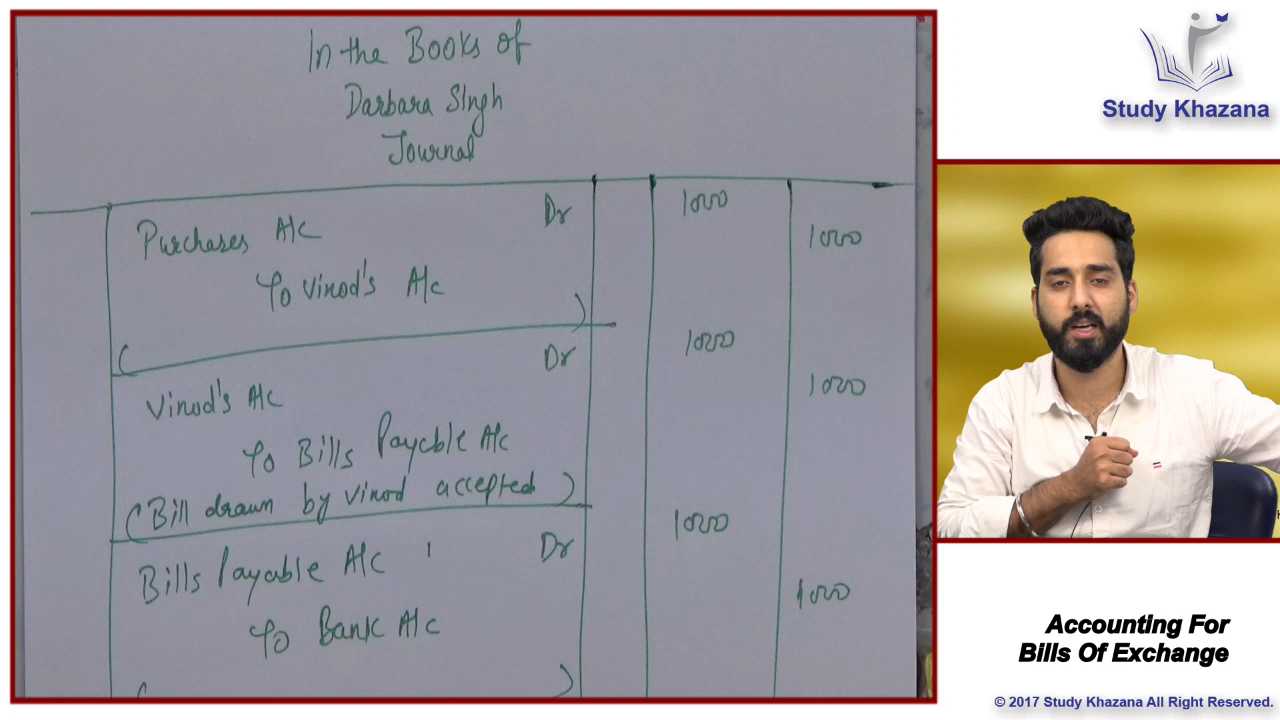 In the Books of
Darbara Singh
Journal
Purchases A/c Dr 1000
To Vinod's A/c 1000
( )
Vinod's A/c Dr 1000
To Bills Payable A/c 1000
(Bill drawn by Vinod accepted)
Bills Payable A/c Dr 1000
To Bank A/c 1000
( )
Study Khazana
Accounting For
Bills Of Exchange
© 2017 Study Khazana All Right Reserved.